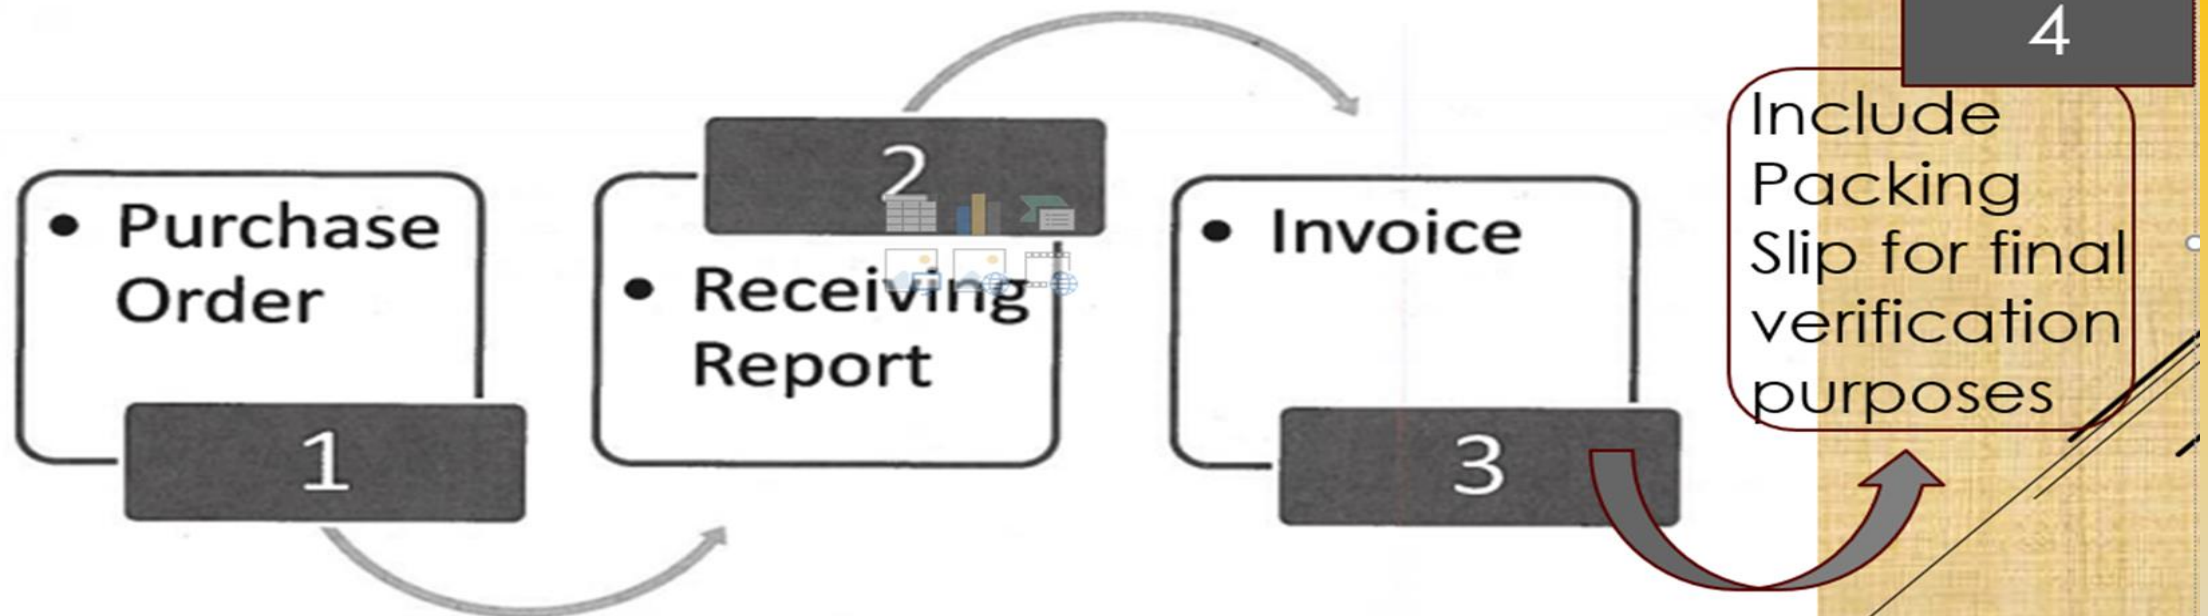 • Purchase
Order
1
2
• Receiving
Report
• Invoice
3
4
Include
Packing
Slip for final
verification
purposes